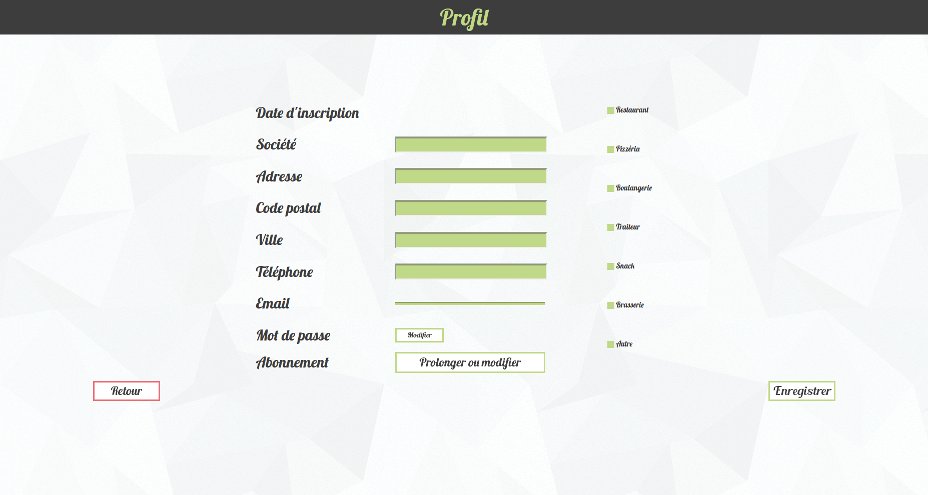 Profil
Date d'inscription
Société
Adresse
Code postal
Ville
Téléphone
Email
Mot de passe
Modifier
Abonnement
Prolonger ou modifier
Restaurant
Pizzéria
Boulangerie
Traiteur
Snack
Brasserie
Autre
Retour
Enregistrer